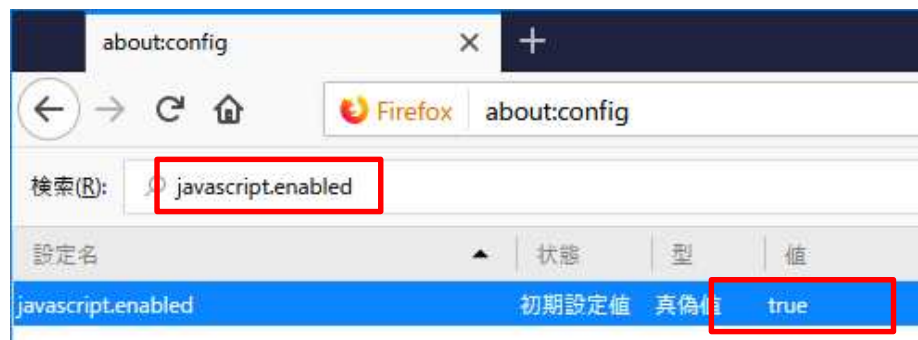 about:config
Firefox about:config
検索(R): javascript.enabled
設定名 状態 型 値
javascript.enabled 初期設定値 真偽値 true